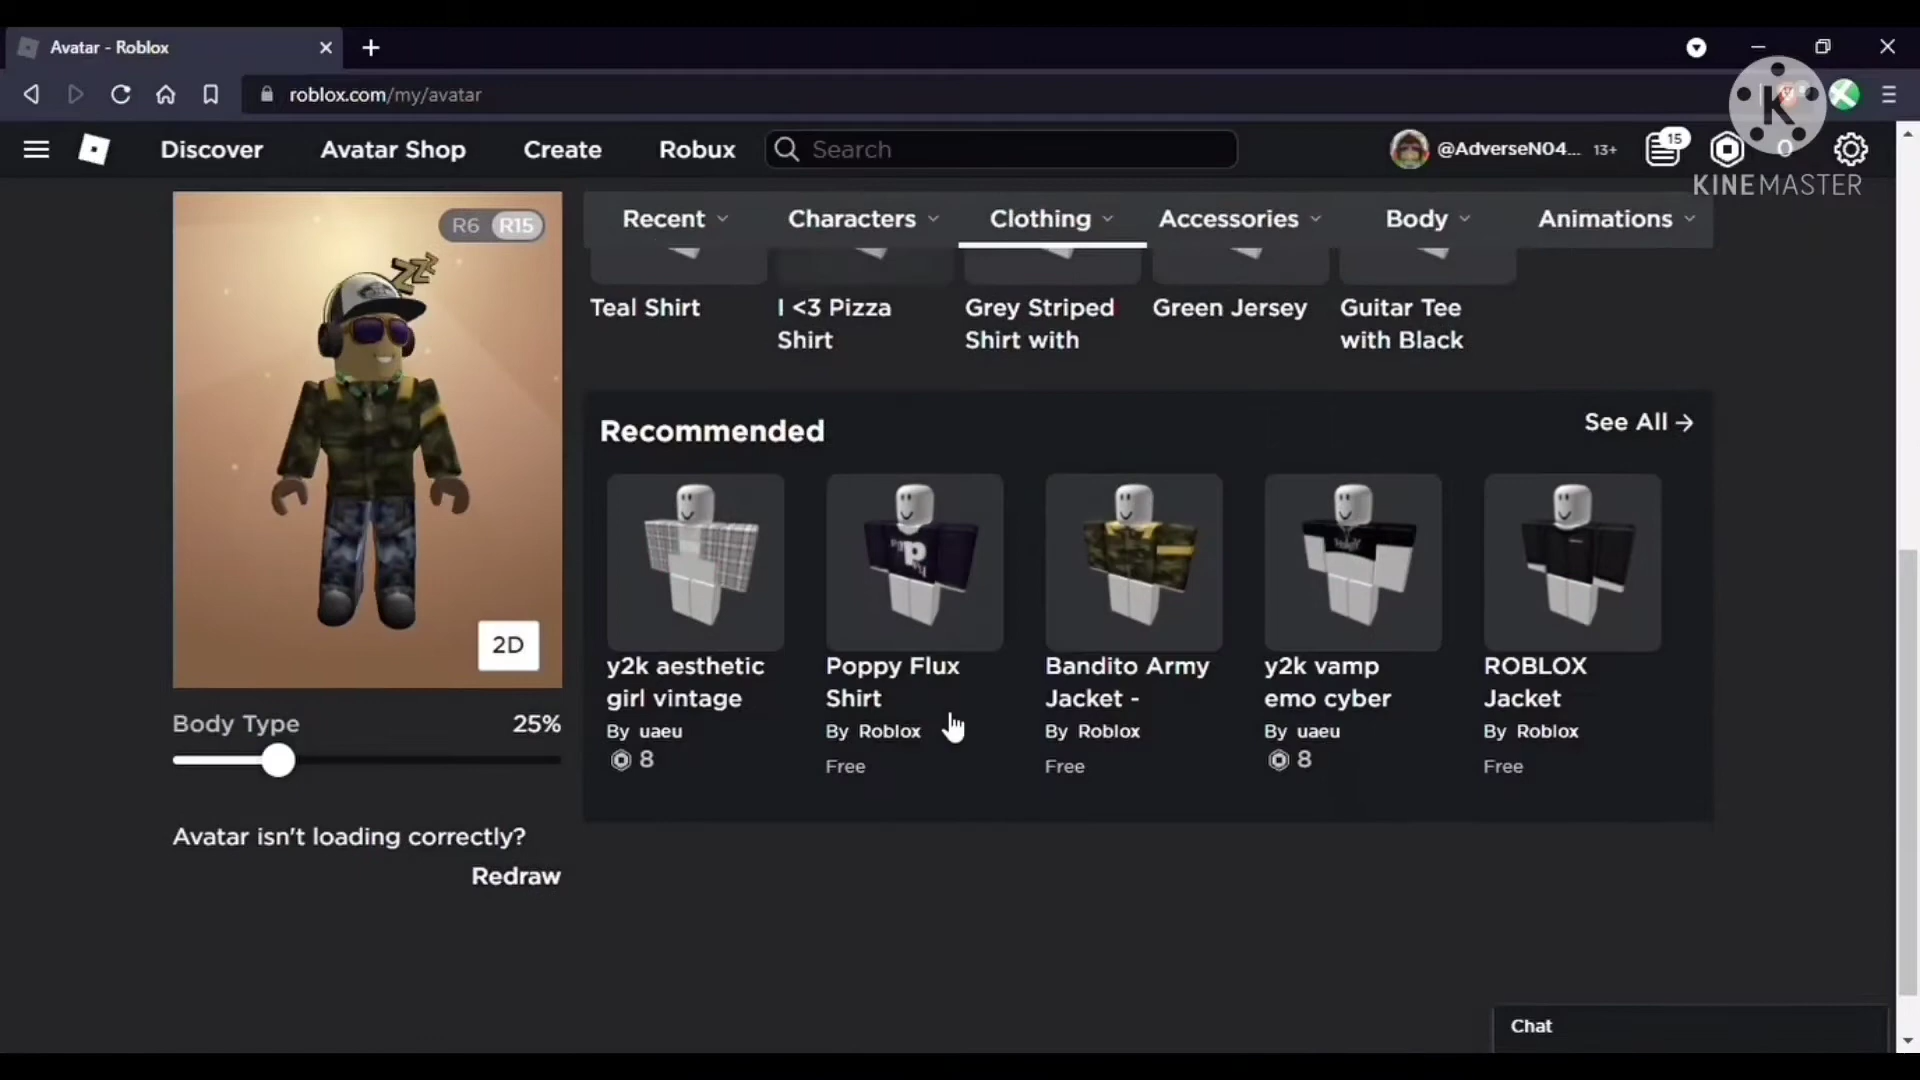 Avatar - Roblox
roblox.com/my/avatar
Discover
Avatar Shop
Create
Robux
Search
@AdverseN04... 13+
15
0
K
KINEMASTER
R6 R15
Recent
Characters
Clothing
Accessories
Body
Animations
Teal Shirt
I <3 Pizza
Shirt
Grey Striped
Shirt with
Green Jersey
Guitar Tee
with Black
Recommended
See All →
y2k aesthetic
girl vintage
By uaeu
8
Poppy Flux
Shirt
By Roblox
Free
Bandito Army
Jacket -
By Roblox
Free
y2k vamp
emo cyber
By uaeu
8
ROBLOX
Jacket
By Roblox
Free
2D
Body Type 25%
Avatar isn't loading correctly?
Redraw
Chat